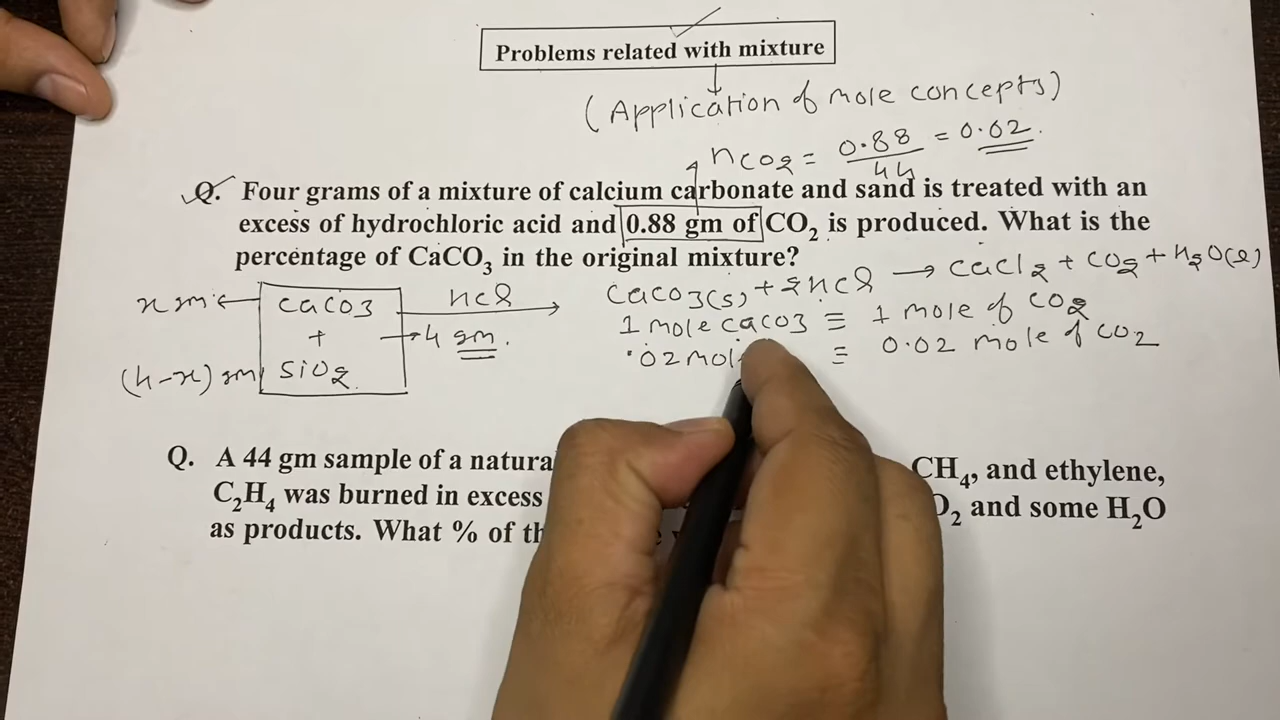 Problems related with mixture
(Application of mole concepts)
nCO2 = 0.88/44 = 0.02.
Q. Four grams of a mixture of calcium carbonate and sand is treated with an
excess of hydrochloric acid and 0.88 gm of CO₂ is produced. What is the
percentage of CaCO₃ in the original mixture?
CaCO3(s) + 2HCl → CaCl2 + CO2 + H2O(l)
x gm ← CaCO3 HCl →
1 mole CaCO3 ≡ 1 mole of CO2
+ → 4 gm.
.02 mol ≡ 0.02 mole of CO2
(4-x) gm SiO2
Q. A 44 gm sample of a natura CH₄, and ethylene,
C₂H₄ was burned in excess and some H₂O
as products. What % of